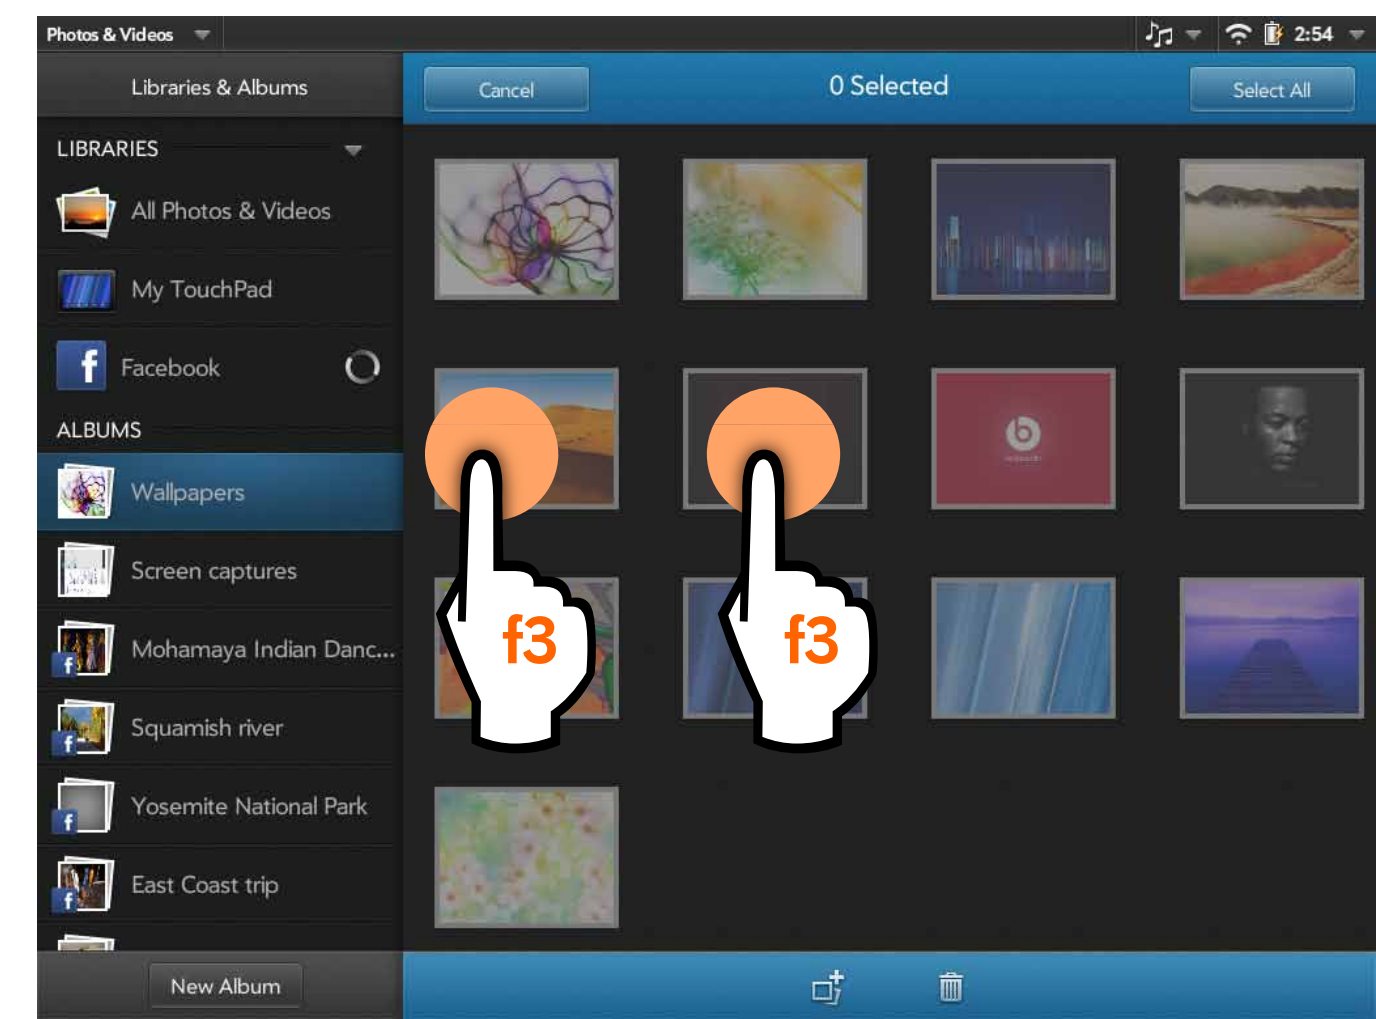 Photos & Videos
2:54
Libraries & Albums
Cancel
0 Selected
Select All
LIBRARIES
All Photos & Videos
My TouchPad
f Facebook
ALBUMS
Wallpapers
Screen captures
f Mohamaya Indian Danc...
f Squamish river
f Yosemite National Park
f East Coast trip
New Album
b
f3
f3